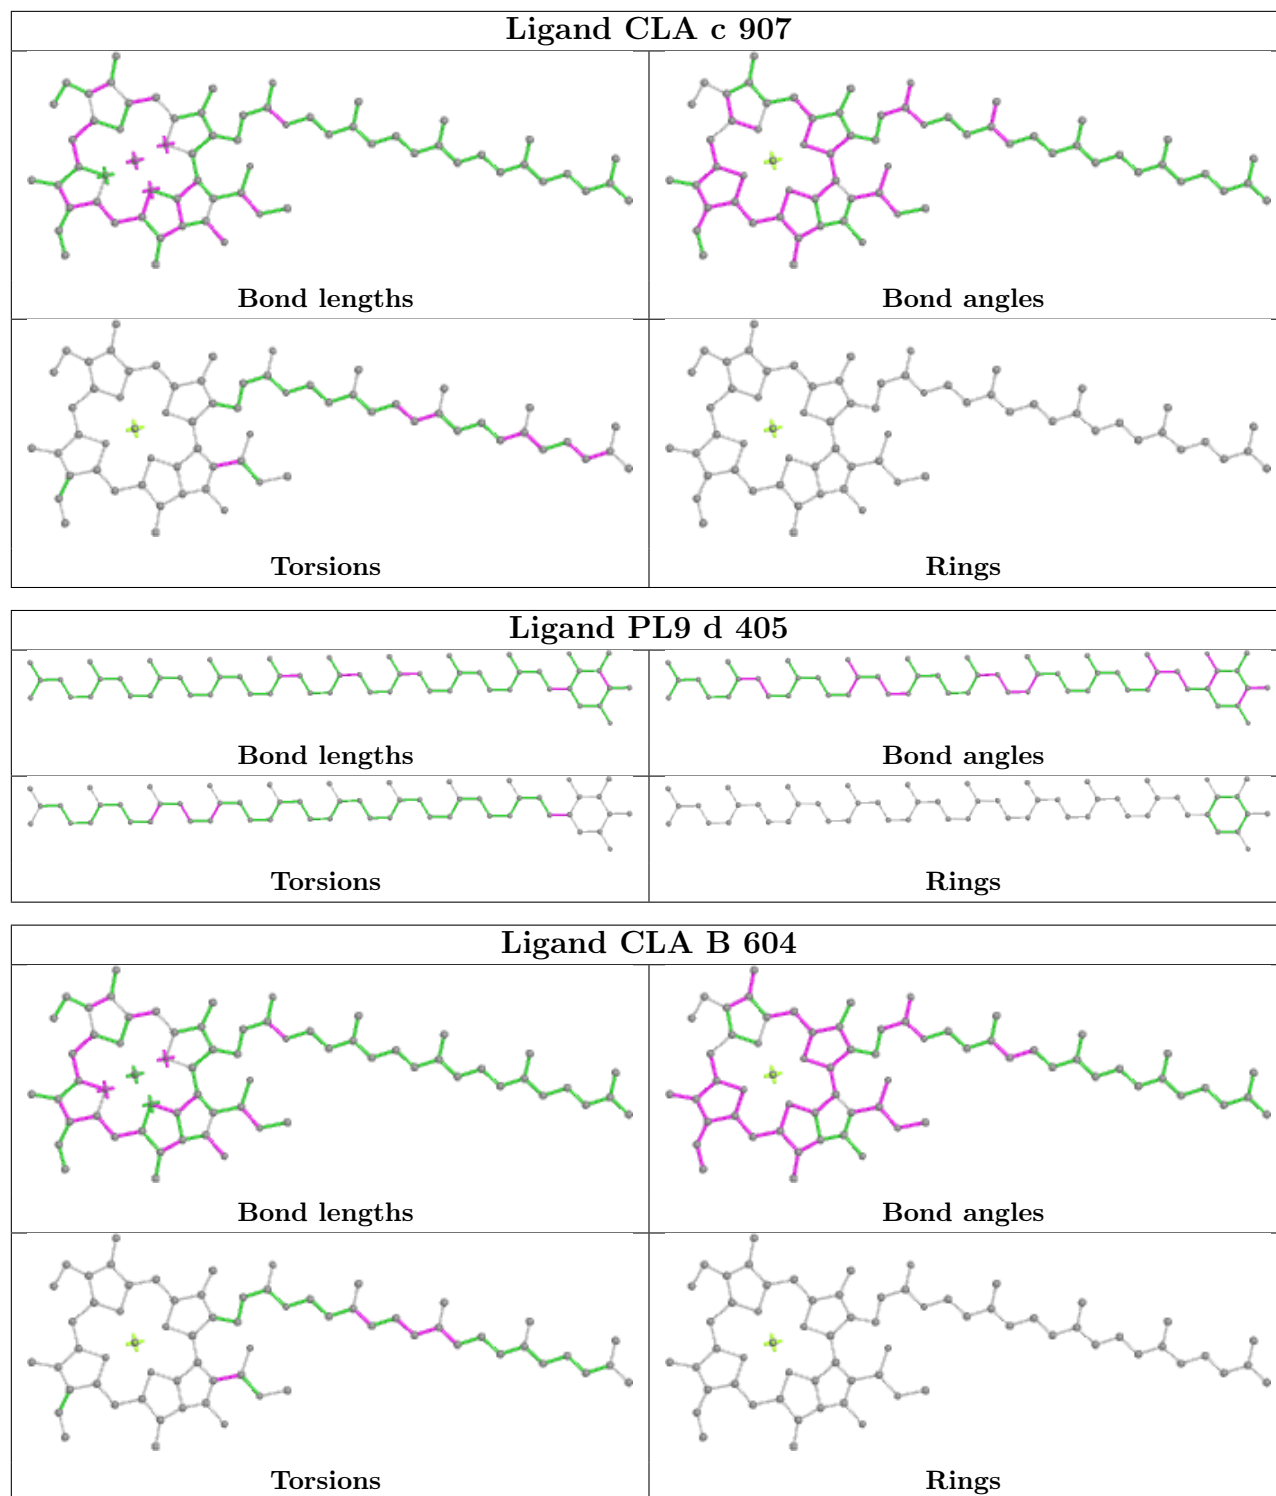 Ligand CLA c 907
Bond lengths
Bond angles
Torsions
Rings
Ligand PL9 d 405
Bond lengths
Bond angles
Torsions
Rings
Ligand CLA B 604
Bond lengths
Bond angles
Torsions
Rings